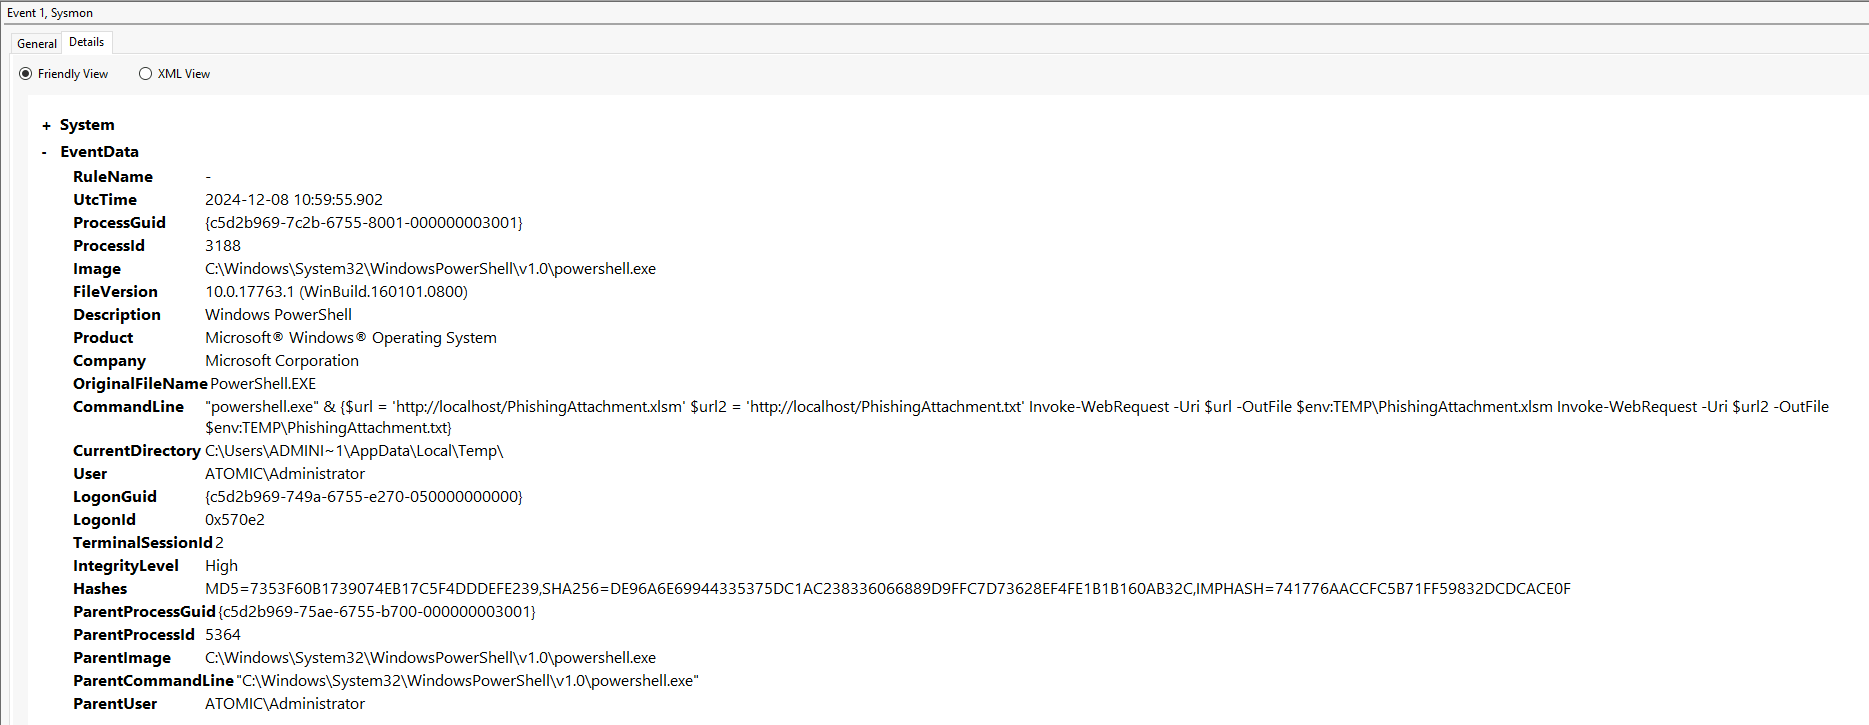 Event 1, Sysmon
General Details
Friendly View XML View
+ System
- EventData
RuleName -
UtcTime 2024-12-08 10:59:55.902
ProcessGuid {c5d2b969-7c2b-6755-8001-000000003001}
ProcessId 3188
Image C:\Windows\System32\WindowsPowerShell\v1.0\powershell.exe
FileVersion 10.0.17763.1 (WinBuild.160101.0800)
Description Windows PowerShell
Product Microsoft® Windows® Operating System
Company Microsoft Corporation
OriginalFileName PowerShell.EXE
CommandLine "powershell.exe" & {$url = 'http://localhost/PhishingAttachment.xlsm' $url2 = 'http://localhost/PhishingAttachment.txt' Invoke-WebRequest -Uri $url -OutFile $env:TEMP\PhishingAttachment.xlsm Invoke-WebRequest -Uri $url2 -OutFile
$env:TEMP\PhishingAttachment.txt}
CurrentDirectory C:\Users\ADMINI~1\AppData\Local\Temp\
User ATOMIC\Administrator
LogonGuid {c5d2b969-749a-6755-e270-050000000000}
LogonId 0x570e2
TerminalSessionId 2
IntegrityLevel High
Hashes MD5=7353F60B1739074EB17C5F4DDDEFE239,SHA256=DE96A6E69944335375DC1AC238336066889D9FFC7D73628EF4FE1B1B160AB32C,IMPHASH=741776AACCFC5B71FF59832DCDCACE0F
ParentProcessGuid {c5d2b969-75ae-6755-b700-000000003001}
ParentProcessId 5364
ParentImage C:\Windows\System32\WindowsPowerShell\v1.0\powershell.exe
ParentCommandLine "C:\Windows\System32\WindowsPowerShell\v1.0\powershell.exe"
ParentUser ATOMIC\Administrator